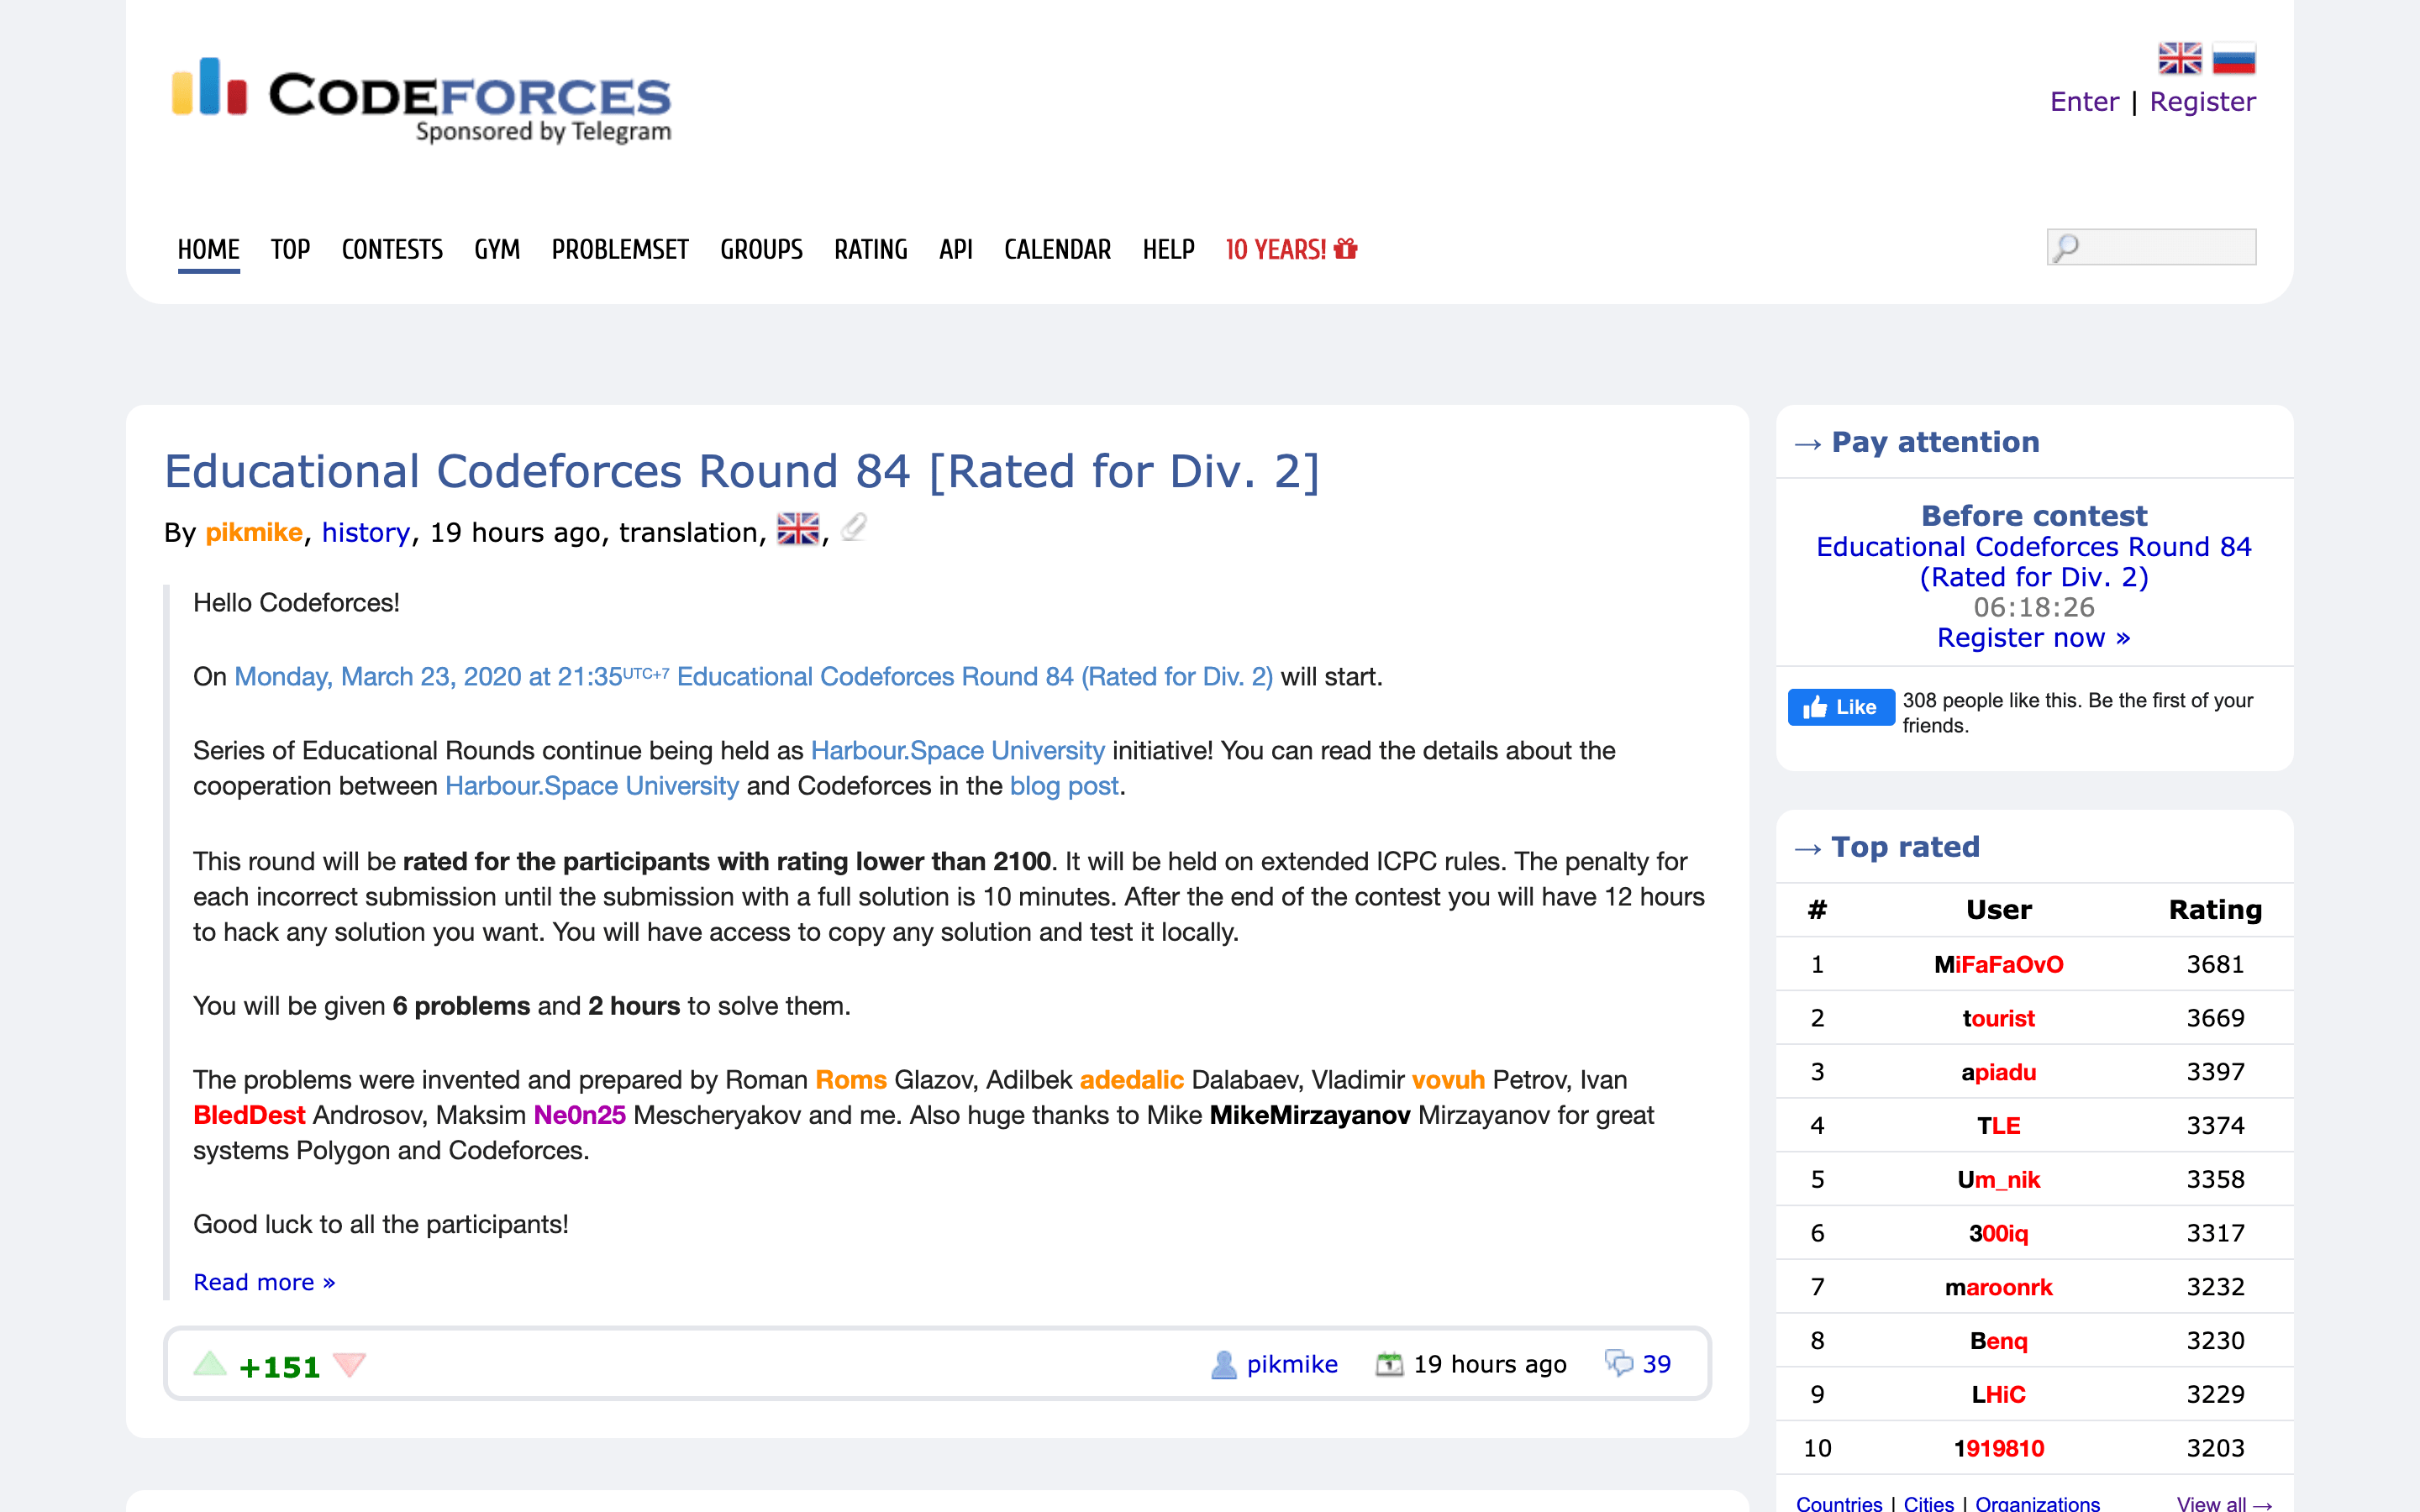 CODEFORCES
Sponsored by Telegram
Enter | Register
HOME TOP CONTESTS GYM PROBLEMSET GROUPS RATING API CALENDAR HELP 10 YEARS!
Educational Codeforces Round 84 [Rated for Div. 2]
By pikmike, history, 19 hours ago, translation, ,
Hello Codeforces!
On Monday, March 23, 2020 at 21:35UTC+7 Educational Codeforces Round 84 (Rated for Div. 2) will start.
Series of Educational Rounds continue being held as Harbour.Space University initiative! You can read the details about the
cooperation between Harbour.Space University and Codeforces in the blog post.
This round will be rated for the participants with rating lower than 2100. It will be held on extended ICPC rules. The penalty for
each incorrect submission until the submission with a full solution is 10 minutes. After the end of the contest you will have 12 hours
to hack any solution you want. You will have access to copy any solution and test it locally.
You will be given 6 problems and 2 hours to solve them.
The problems were invented and prepared by Roman Roms Glazov, Adilbek adedalic Dalabaev, Vladimir vovuh Petrov, Ivan
BledDest Androsov, Maksim Ne0n25 Mescheryakov and me. Also huge thanks to Mike MikeMirzayanov Mirzayanov for great
systems Polygon and Codeforces.
Good luck to all the participants!
Read more »
+151 pikmike 19 hours ago 39
→ Pay attention
Before contest
Educational Codeforces Round 84
(Rated for Div. 2)
06:18:26
Register now »
Like 308 people like this. Be the first of your
friends.
→ Top rated
# User Rating
1 MiFaFaOvO 3681
2 tourist 3669
3 apiadu 3397
4 TLE 3374
5 Um_nik 3358
6 300iq 3317
7 maroonrk 3232
8 Benq 3230
9 LHiC 3229
10 1919810 3203
Countries | Cities | Organizations View all →